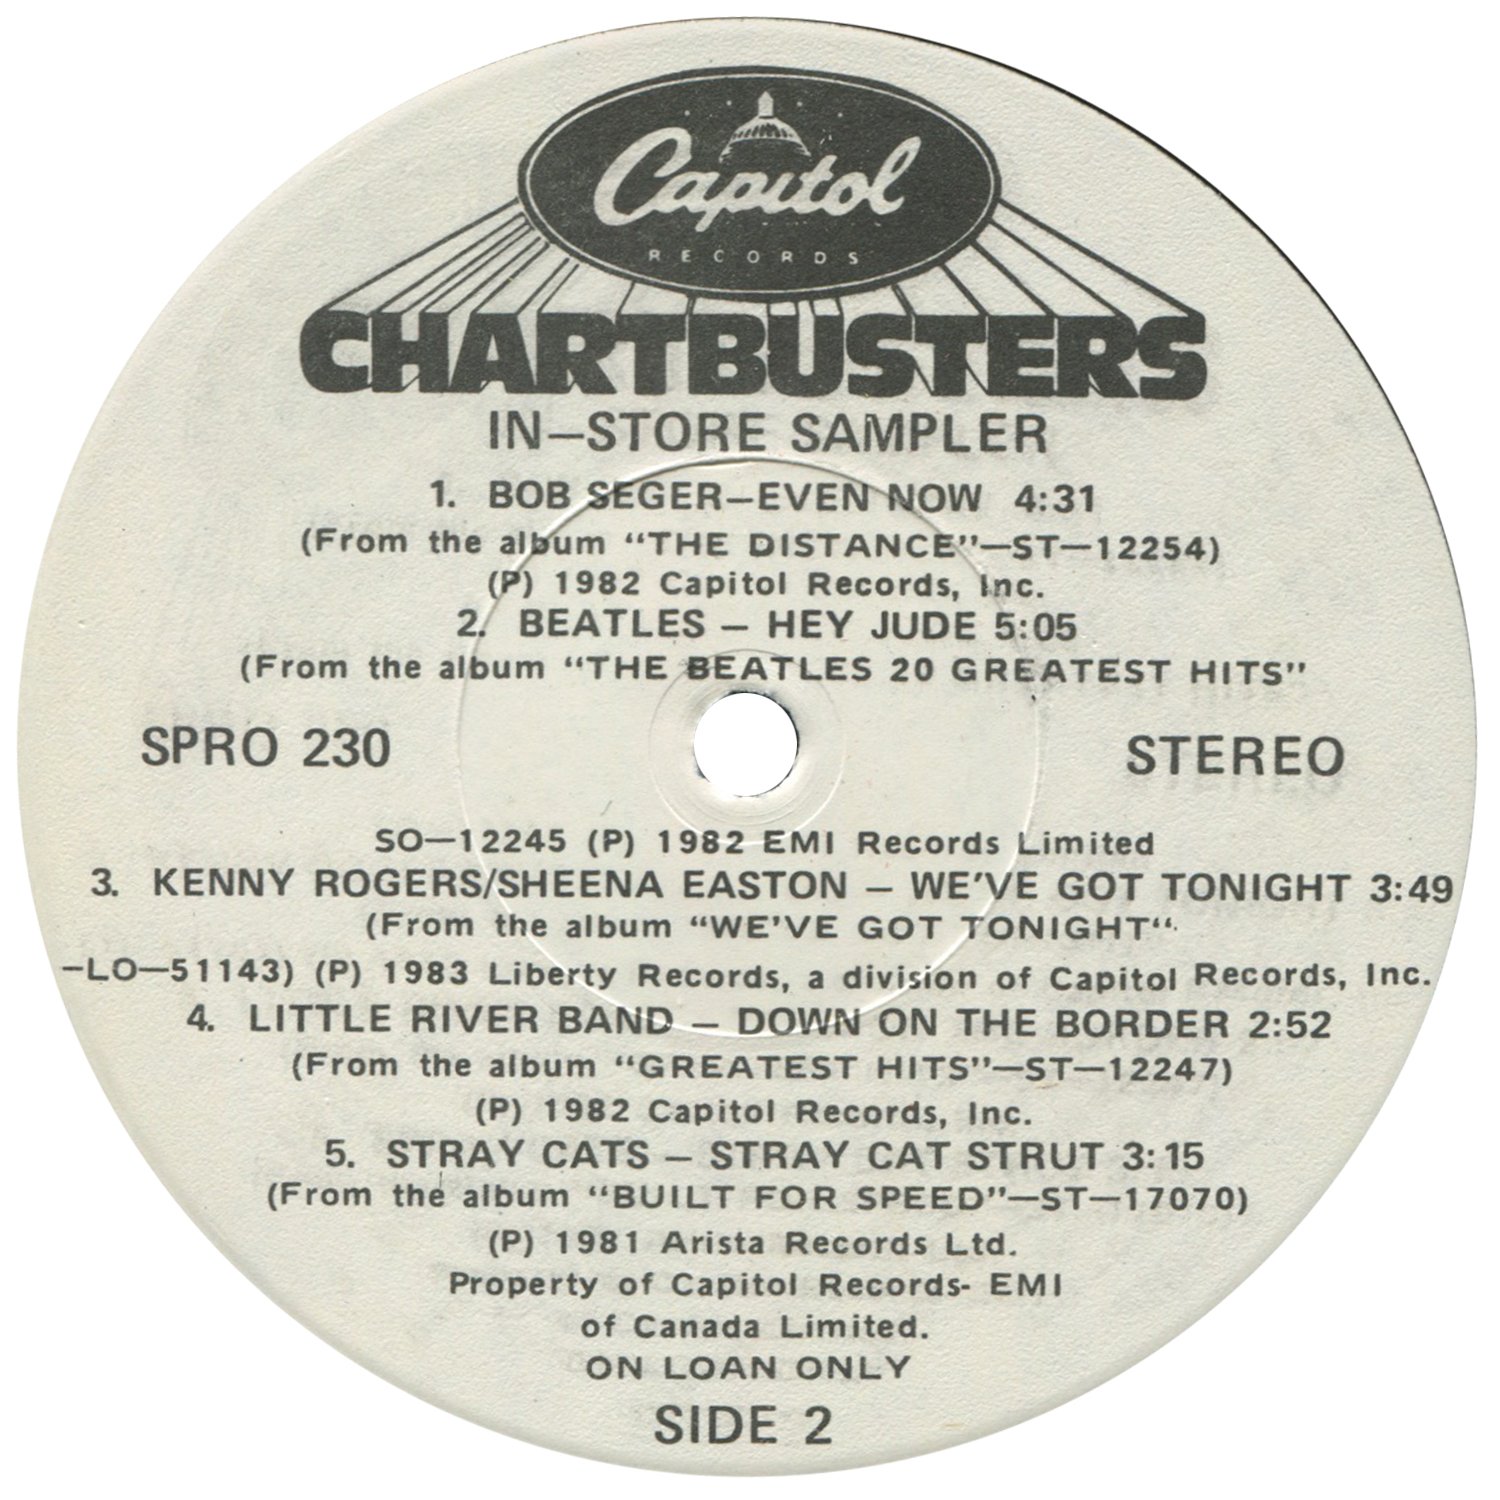 Capitol
RECORDS
CHARTBUSTERS
IN—STORE SAMPLER
1. BOB SEGER—EVEN NOW 4:31
(From the album “THE DISTANCE”—ST—12254)
(P) 1982 Capitol Records, Inc.
2. BEATLES — HEY JUDE 5:05
(From the album “THE BEATLES 20 GREATEST HITS”
SPRO 230 STEREO
SO—12245 (P) 1982 EMI Records Limited
3. KENNY ROGERS/SHEENA EASTON — WE’VE GOT TONIGHT 3:49
(From the album “WE’VE GOT TONIGHT“
—LO—51143) (P) 1983 Liberty Records, a division of Capitol Records, Inc.
4. LITTLE RIVER BAND — DOWN ON THE BORDER 2:52
(From the album “GREATEST HITS”—ST—12247)
(P) 1982 Capitol Records, Inc.
5. STRAY CATS — STRAY CAT STRUT 3:15
(From the album “BUILT FOR SPEED”—ST—17070)
(P) 1981 Arista Records Ltd.
Property of Capitol Records- EMI
of Canada Limited.
ON LOAN ONLY
SIDE 2